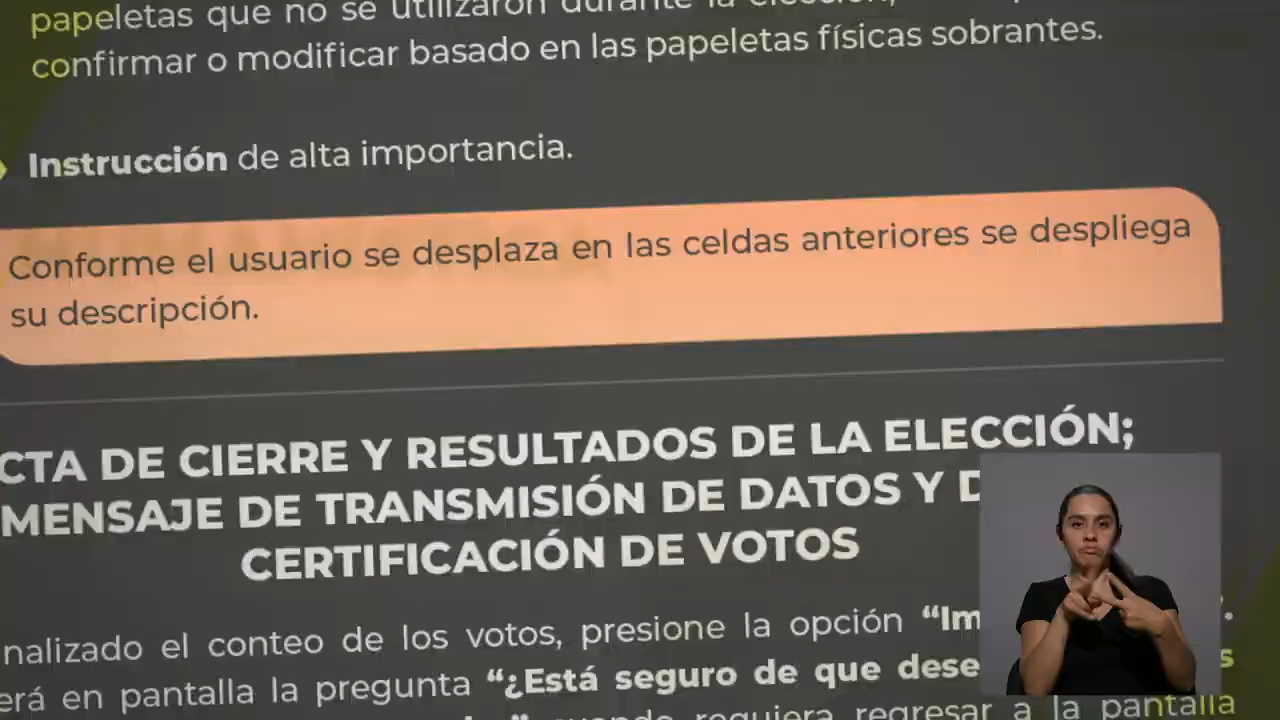 papeletas que no se utilizaron durante la elección,
confirmar o modificar basado en las papeletas físicas sobrantes.
Instrucción de alta importancia.
Conforme el usuario se desplaza en las celdas anteriores se despliega
su descripción.
CTA DE CIERRE Y RESULTADOS DE LA ELECCIÓN;
MENSAJE DE TRANSMISIÓN DE DATOS Y D
CERTIFICACIÓN DE VOTOS
nalizado el conteo de los votos, presione la opción “Im
erá en pantalla la pregunta “¿Está seguro de que dese
requiera regresar a la pantalla